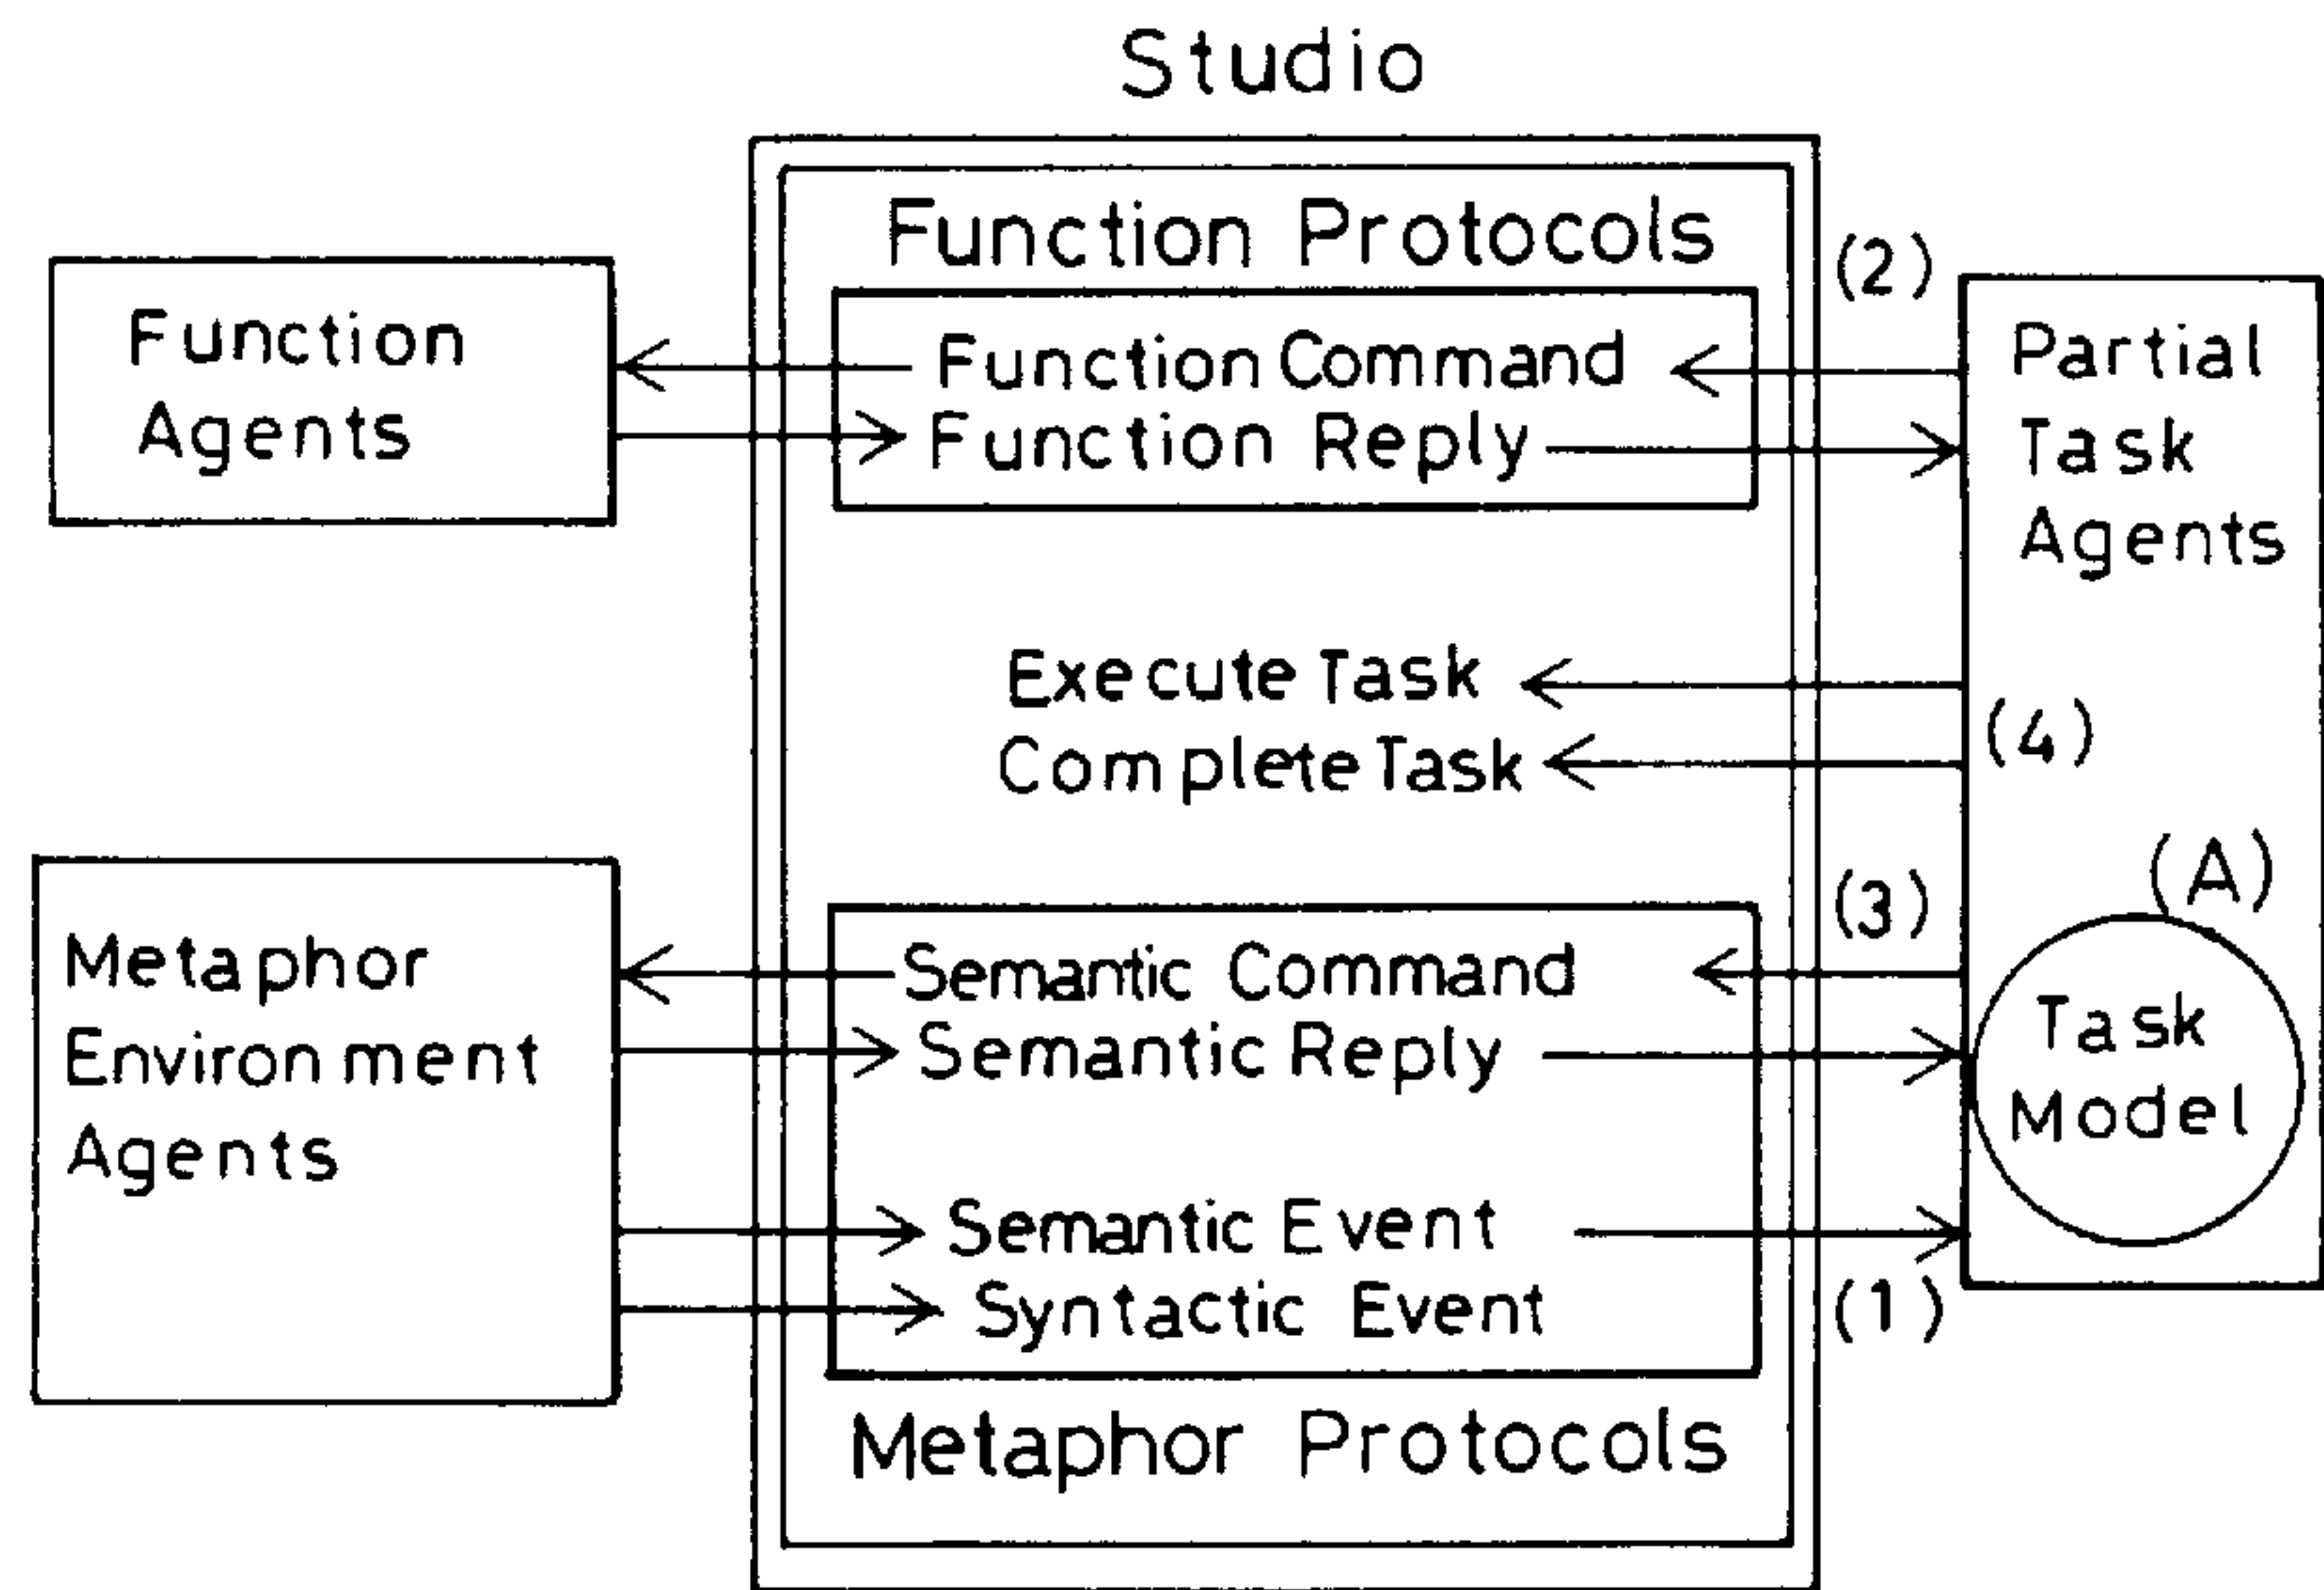 Studio
Function Protocols
(2)
Function
Agents
Function Command
Function Reply
Partial
Task
Agents
Execute Task
Complete Task
(4)
(A)
(3)
Metaphor
Environment
Agents
Semantic Command
Semantic Reply
Semantic Event
Syntactic Event
Task
Model
(1)
Metaphor Protocols